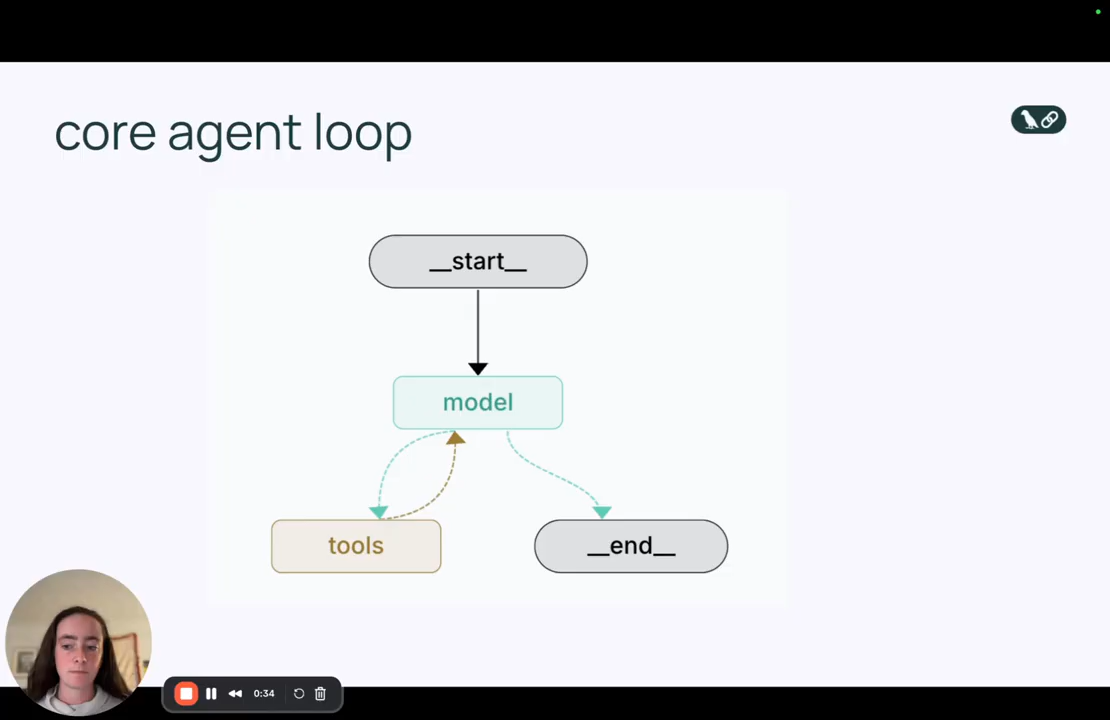 core agent loop
__start__
model
tools
__end__
0:34